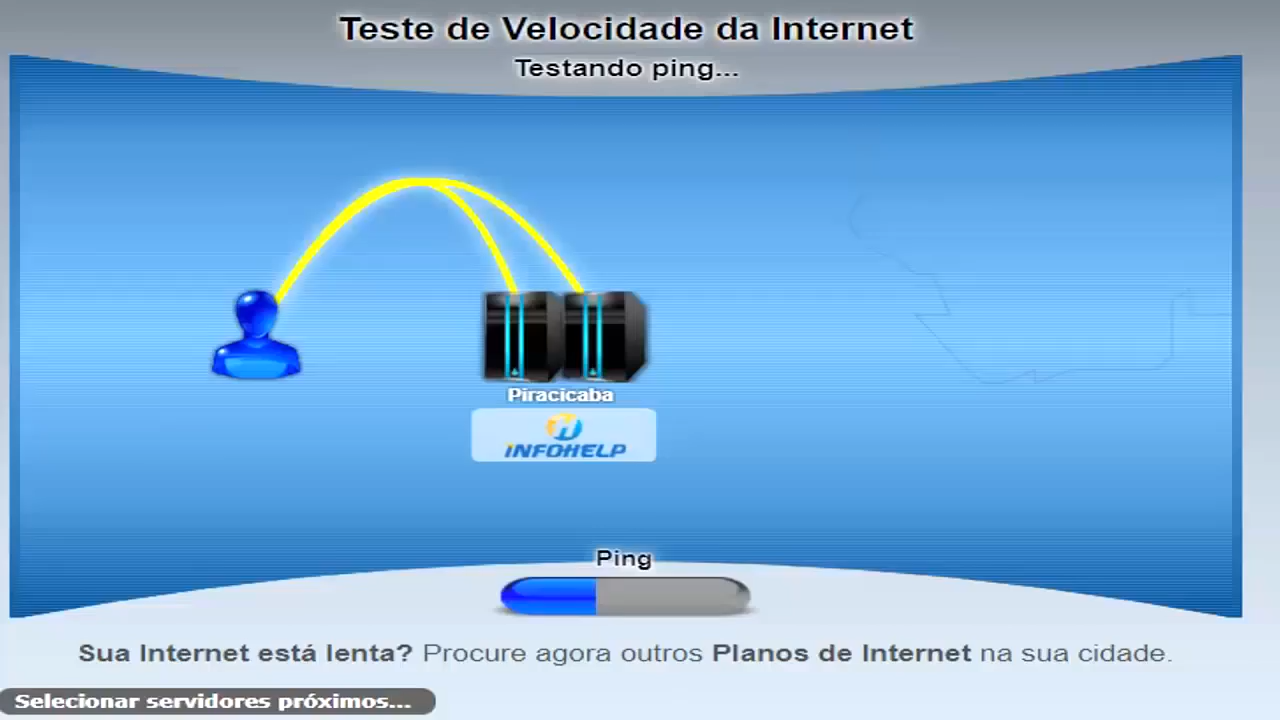 Teste de Velocidade da Internet
Testando ping...
Piracicaba
INFOHELP
Ping
Sua Internet está lenta? Procure agora outros Planos de Internet na sua cidade.
Selecionar servidores próximos...